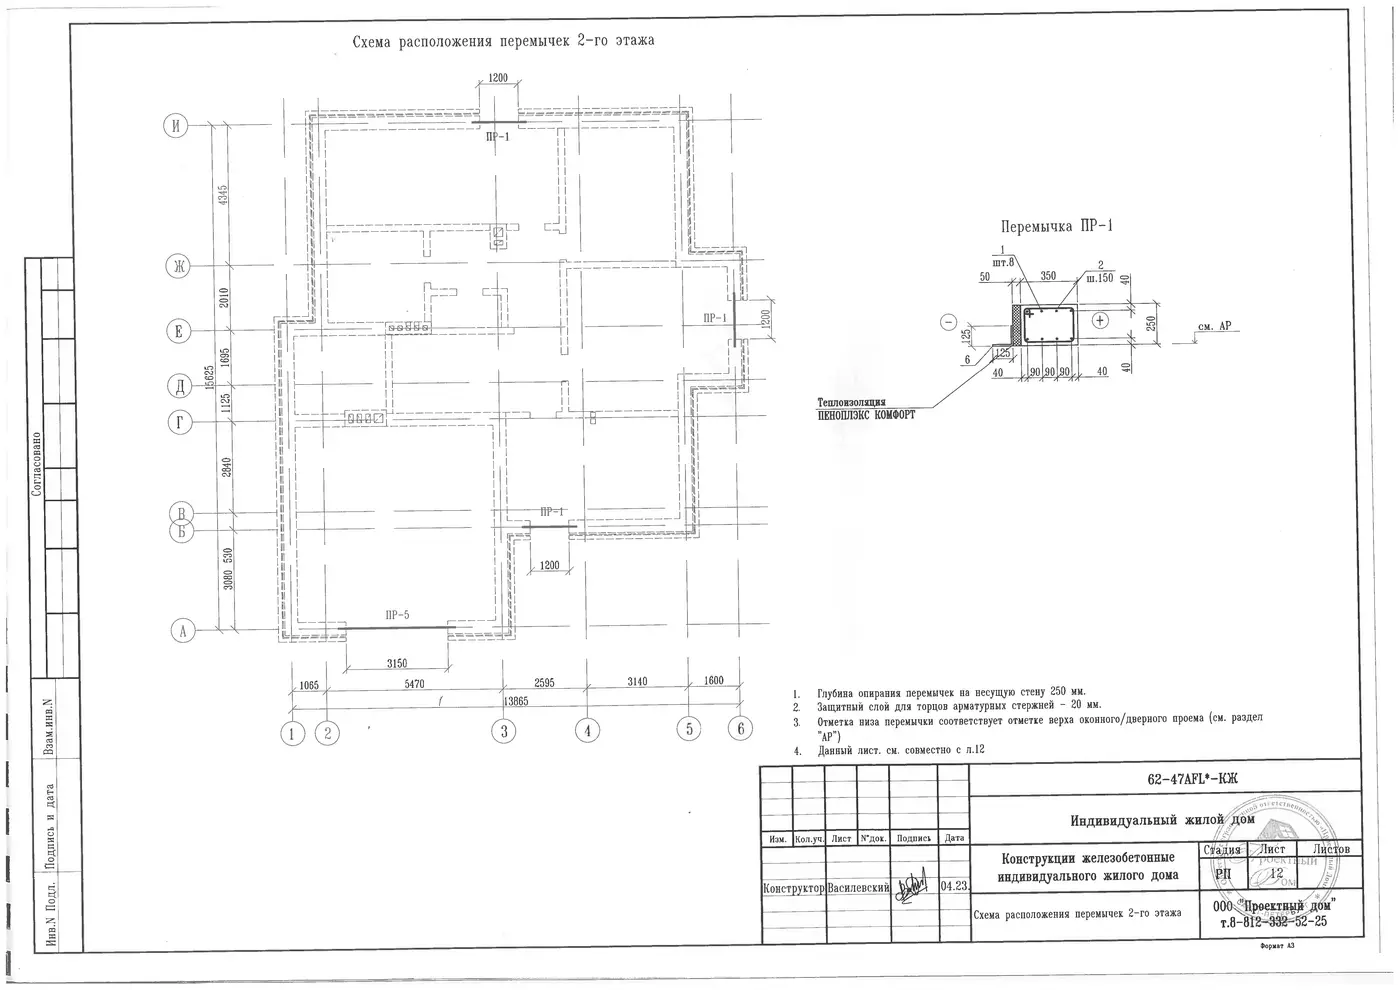 Схема расположения перемычек 2-го этажа
1200
И
ПР-1
4345
Ж
2010
Е
ПР-1
1200
1695
15625
Д
1125
Г
2840
В
Б
ПР-1
530
1200
3080
ПР-5
А
3150
1065
5470
2595
3140
1600
13865
1
2
3
4
5
6
Перемычка ПР-1
1
шт.8
2
ш.150
50
350
40
125
250
см. АР
6
125
40
90
90
90
40
40
Теплоизоляция
ПЕНОПЛЭКС КОМФОРТ
1. Глубина опирания перемычек на несущую стену 250 мм.
2. Защитный слой для торцов арматурных стержней - 20 мм.
3. Отметка низа перемычки соответствует отметке верха оконного/дверного проема (см. раздел
"АР")
4. Данный лист. см. совместно с л.12
62-47AFL*-КЖ
Индивидуальный жилой дом
Изм. Кол.уч. Лист N°док. Подпись Дата
Конструкции железобетонные
индивидуального жилого дома
Стадия Лист Листов
РП 12
Конструктор Василевский 04.23.
Схема расположения перемычек 2-го этажа
ООО "Проектный дом"
т.8-812-332-52-25
Формат А3
Согласовано
Взам.инв.N
Подпись и дата
Инв.N Подл.
Проектный
Дом